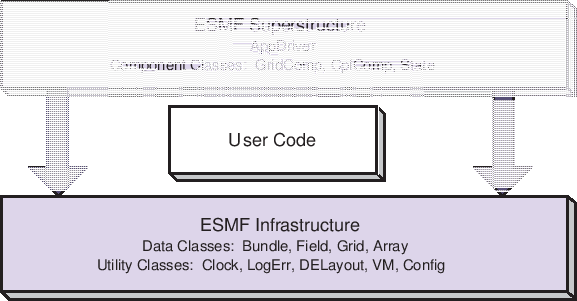 ESMF Superstructure
AppDriver
Component Classes: GridComp, CplComp, State
User Code
ESMF Infrastructure
Data Classes: Bundle, Field, Grid, Array
Utility Classes: Clock, LogErr, DELayout, VM, Config